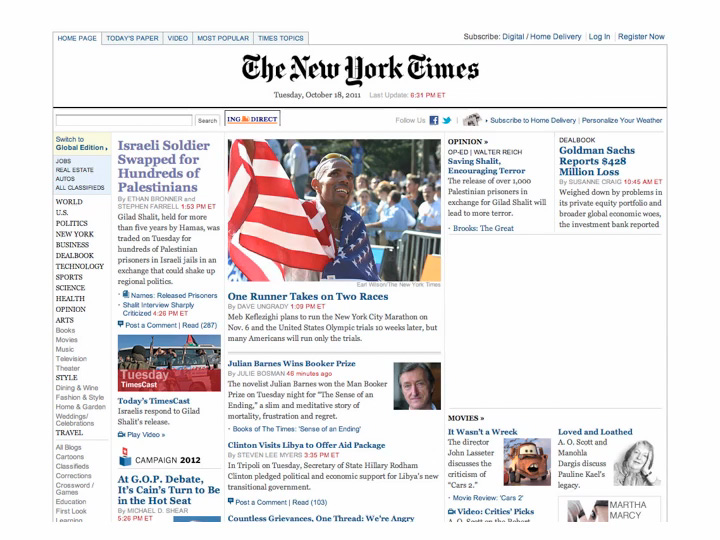 HOME PAGE
TODAY'S PAPER
VIDEO
MOST POPULAR
TIMES TOPICS
Subscribe: Digital / Home Delivery
Log In
Register Now
The New York Times
Tuesday, October 18, 2011 Last Update: 6:31 PM ET
Search
ING DIRECT
Follow Us
Subscribe to Home Delivery
Personalize Your Weather
Switch to
Global Edition
JOBS
REAL ESTATE
AUTOS
ALL CLASSIFIEDS
WORLD
U.S.
POLITICS
NEW YORK
BUSINESS
DEALBOOK
TECHNOLOGY
SPORTS
SCIENCE
HEALTH
OPINION
ARTS
Books
Movies
Music
Television
Theater
STYLE
Dining & Wine
Fashion & Style
Home & Garden
Weddings/
Celebrations
TRAVEL
All Blogs
Cartoons
Classifieds
Corrections
Crossword /
Games
Education
First Look
Learning
Israeli Soldier
Swapped for
Hundreds of
Palestinians
By ETHAN BRONNER and
STEPHEN FARRELL 1:53 PM ET
Gilad Shalit, held for more
than five years by Hamas, was
traded on Tuesday for
hundreds of Palestinian
prisoners in Israeli jails in an
exchange that could shake up
regional politics.
Names: Released Prisoners
Shalit Interview Sharply
Criticized 4:26 PM ET
Post a Comment | Read (287)
Tuesday
TimesCast
Today's TimesCast
Israelis respond to Gilad
Shalit's release.
Play Video »
CAMPAIGN 2012
At G.O.P. Debate,
It's Cain's Turn to Be
in the Hot Seat
By MICHAEL D. SHEAR
5:26 PM ET
Earl Wilson/The New York Times
One Runner Takes on Two Races
By DAVE UNGRADY 1:09 PM ET
Meb Keflezighi plans to run the New York City Marathon on
Nov. 6 and the United States Olympic trials 10 weeks later, but
many Americans will run only the trials.
Julian Barnes Wins Booker Prize
By JULIE BOSMAN 46 minutes ago
The novelist Julian Barnes won the Man Booker
Prize on Tuesday night for "The Sense of an
Ending," a slim and meditative story of
mortality, frustration and regret.
Books of The Times: 'Sense of an Ending'
Clinton Visits Libya to Offer Aid Package
By STEVEN LEE MYERS 3:35 PM ET
In Tripoli on Tuesday, Secretary of State Hillary Rodham
Clinton pledged political and economic support for Libya's new
transitional government.
Post a Comment | Read (103)
Countless Grievances, One Thread: We're Angry
OPINION »
OP-ED | WALTER REICH
Saving Shalit,
Encouraging Terror
The release of over 1,000
Palestinian prisoners in
exchange for Gilad Shalit will
lead to more terror.
Brooks: The Great
DEALBOOK
Goldman Sachs
Reports $428
Million Loss
By SUSANNE CRAIG 10:45 AM ET
Weighed down by problems in
its private equity portfolio and
broader global economic woes,
the investment bank reported
MOVIES »
It Wasn't a Wreck
The director
John Lasseter
discusses the
criticism of
"Cars 2."
Movie Review: 'Cars 2'
Video: Critics' Picks
A. O. Scott on the Robert
Loved and Loathed
A. O. Scott and
Manohla
Dargis discuss
Pauline Kael's
legacy.
MARTHA
MARCY